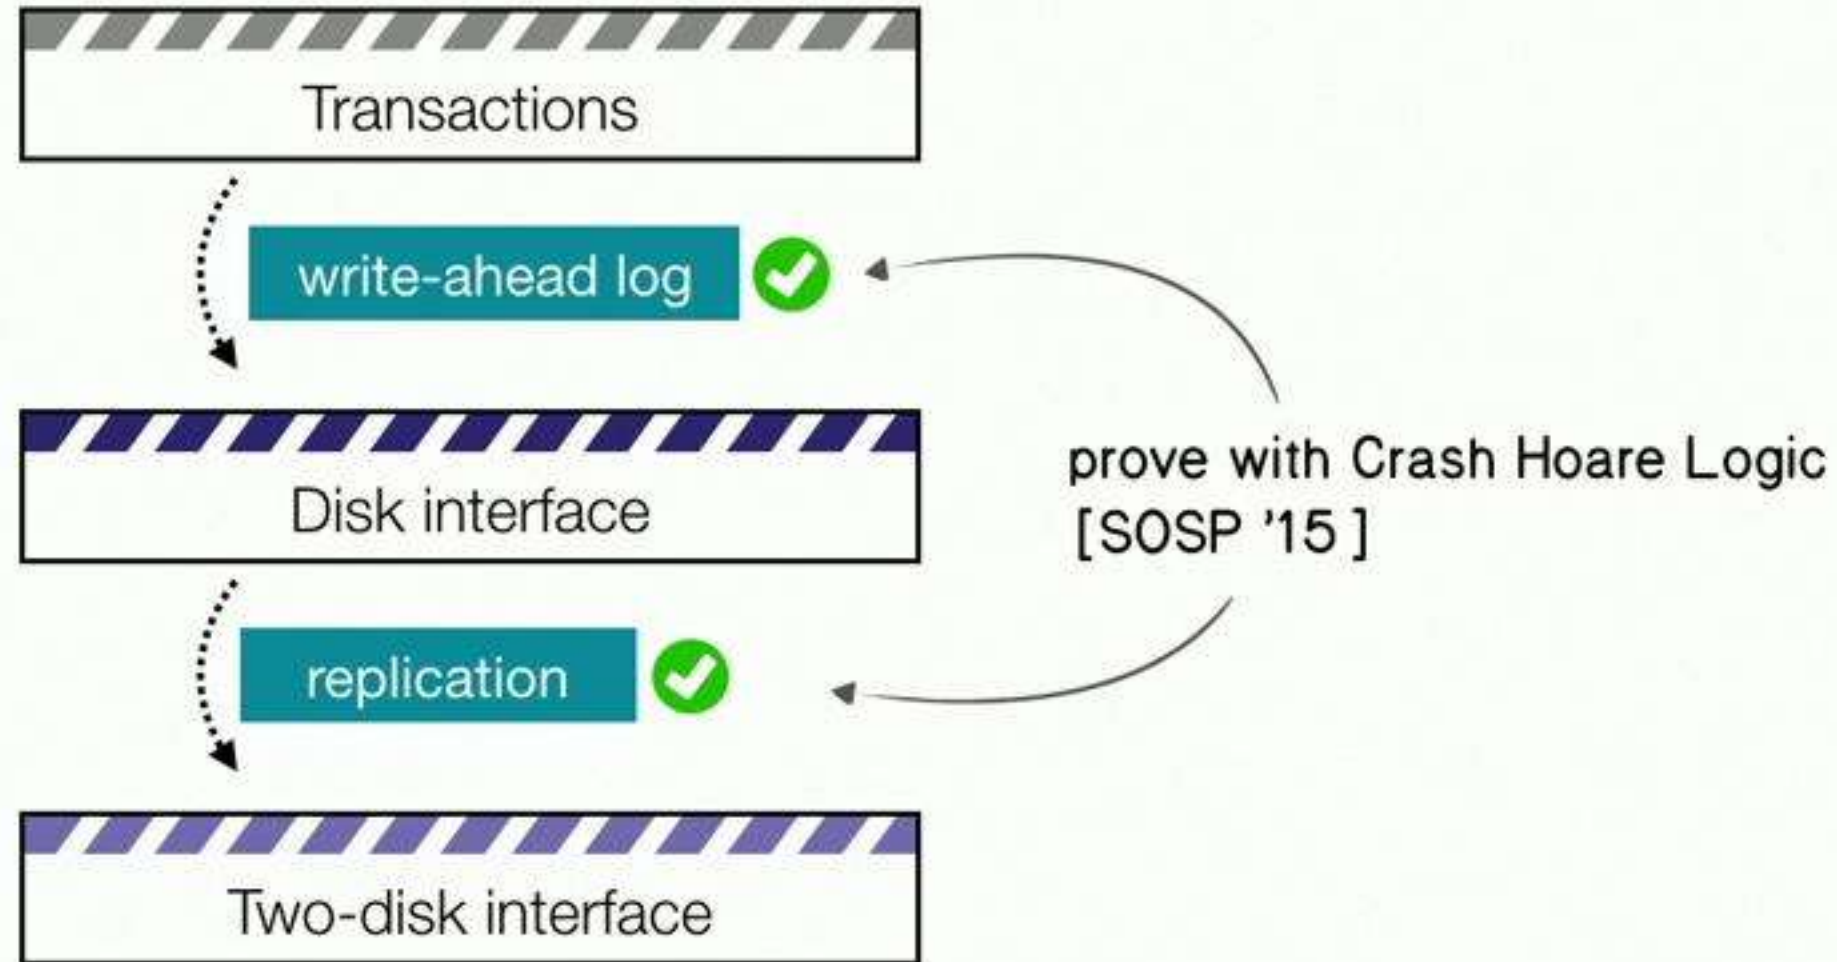 Transactions
write-ahead log
Disk interface
prove with Crash Hoare Logic
[SOSP '15 ]
replication
Two-disk interface